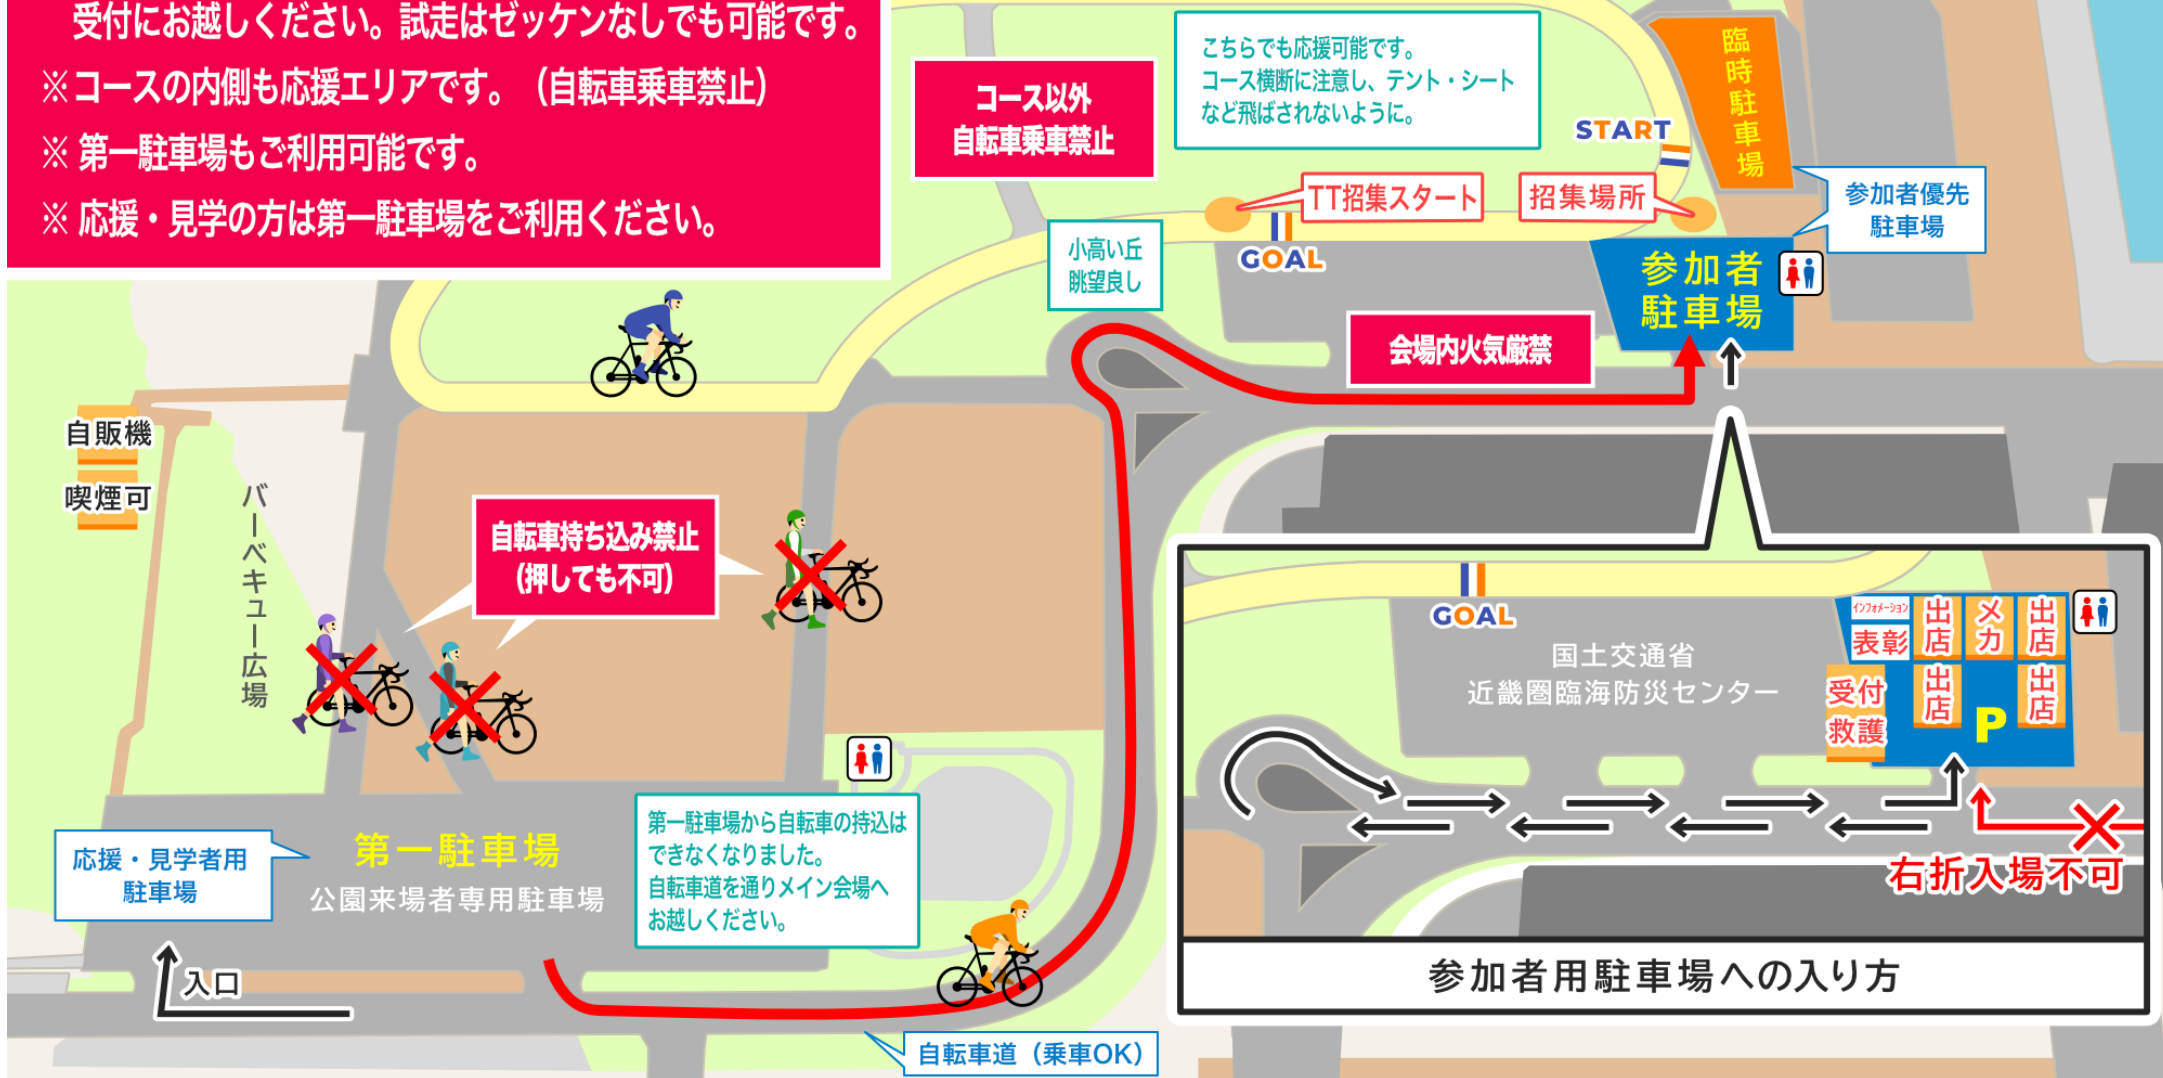 受付にお越しください。試走はゼッケンなしでも可能です。
※コースの内側も応援エリアです。（自転車乗車禁止）
※ 第一駐車場もご利用可能です。
※ 応援・見学の方は第一駐車場をご利用ください。
コース以外
自転車乗車禁止
こちらでも応援可能です。
コース横断に注意し、テント・シート
など飛ばされないように。
START
臨時駐車場
TT招集スタート
招集場所
参加者優先
駐車場
小高い丘
眺望良し
GOAL
参加者
駐車場
会場内火気厳禁
自販機
喫煙可
バーベキュー広場
自転車持ち込み禁止
（押しても不可）
GOAL
国土交通省
近畿圏臨海防災センター
インフォメーション
表彰
出店
メカ
出店
受付
救護
出店
P
出店
右折入場不可
参加者用駐車場への入り方
第一駐車場から自転車の持込は
できなくなりました。
自転車道を通りメイン会場へ
お越しください。
応援・見学者用
駐車場
第一駐車場
公園来場者専用駐車場
入口
自転車道（乗車OK）